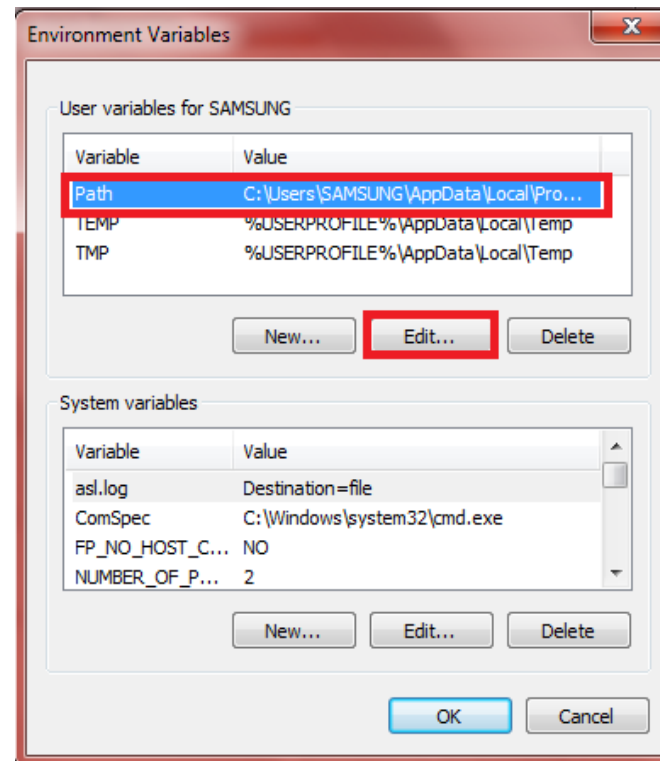 Environment Variables
User variables for SAMSUNG
Variable Value
Path C:\Users\SAMSUNG\AppData\Local\Pro...
TEMP %USERPROFILE%\AppData\Local\Temp
TMP %USERPROFILE%\AppData\Local\Temp
New... Edit... Delete
System variables
Variable Value
asl.log Destination=file
ComSpec C:\Windows\system32\cmd.exe
FP_NO_HOST_C... NO
NUMBER_OF_P... 2
New... Edit... Delete
OK Cancel